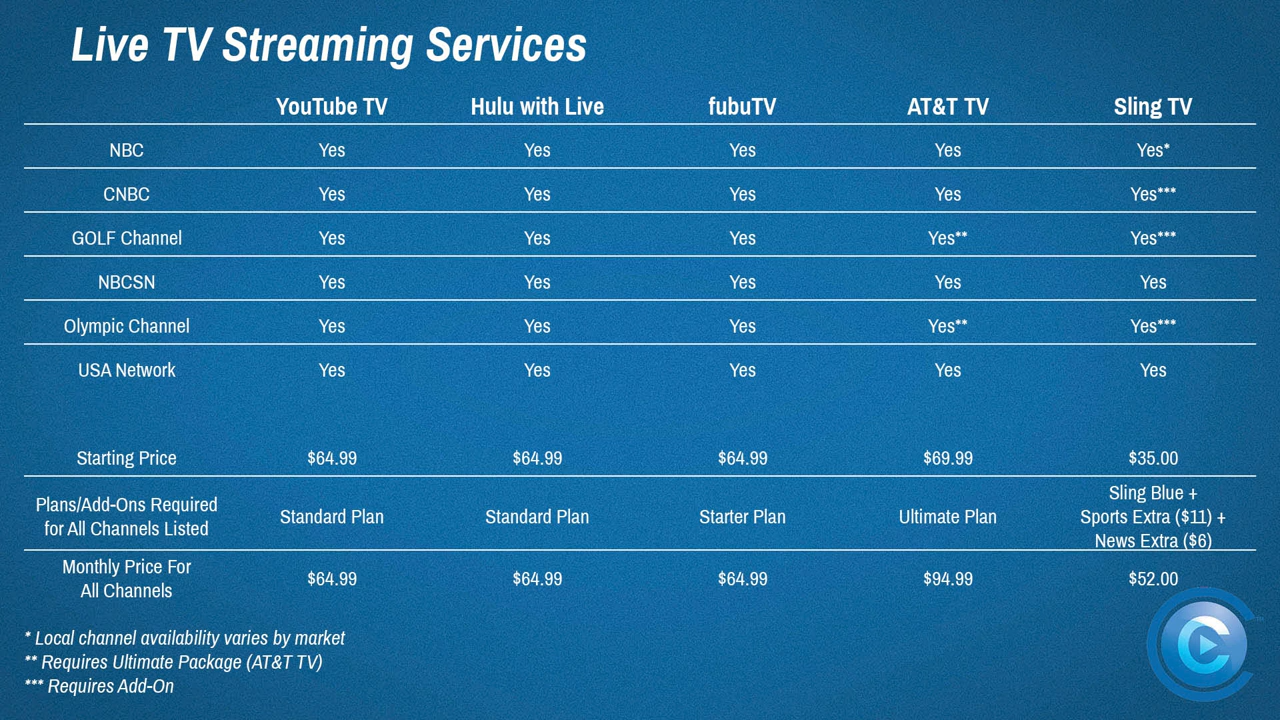 Live TV Streaming Services
YouTube TV Hulu with Live fubuTV AT&T TV Sling TV
NBC Yes Yes Yes Yes Yes*
CNBC Yes Yes Yes Yes Yes***
GOLF Channel Yes Yes Yes Yes** Yes***
NBCSN Yes Yes Yes Yes Yes
Olympic Channel Yes Yes Yes Yes** Yes***
USA Network Yes Yes Yes Yes Yes
Starting Price $64.99 $64.99 $64.99 $69.99 $35.00
Plans/Add-Ons Required
for All Channels Listed
Standard Plan Standard Plan Starter Plan Ultimate Plan
Sling Blue +
Sports Extra ($11) +
News Extra ($6)
Monthly Price For
All Channels
$64.99 $64.99 $64.99 $94.99 $52.00
* Local channel availability varies by market
** Requires Ultimate Package (AT&T TV)
*** Requires Add-On